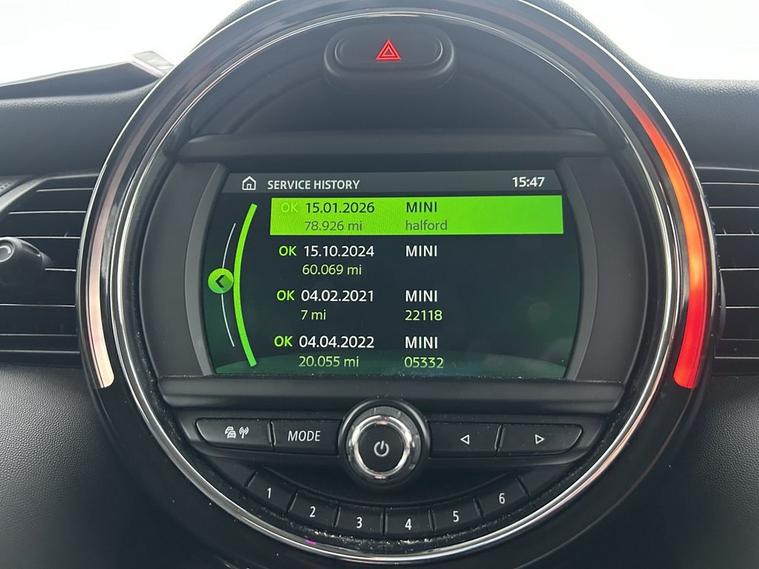 SERVICE HISTORY 15:47
OK 15.01.2026 MINI
78.926 mi halford
OK 15.10.2024 MINI
60.069 mi
OK 04.02.2021 MINI
7 mi 22118
OK 04.04.2022 MINI
20.055 mi 05332
MODE
1 2 3 4 5 6